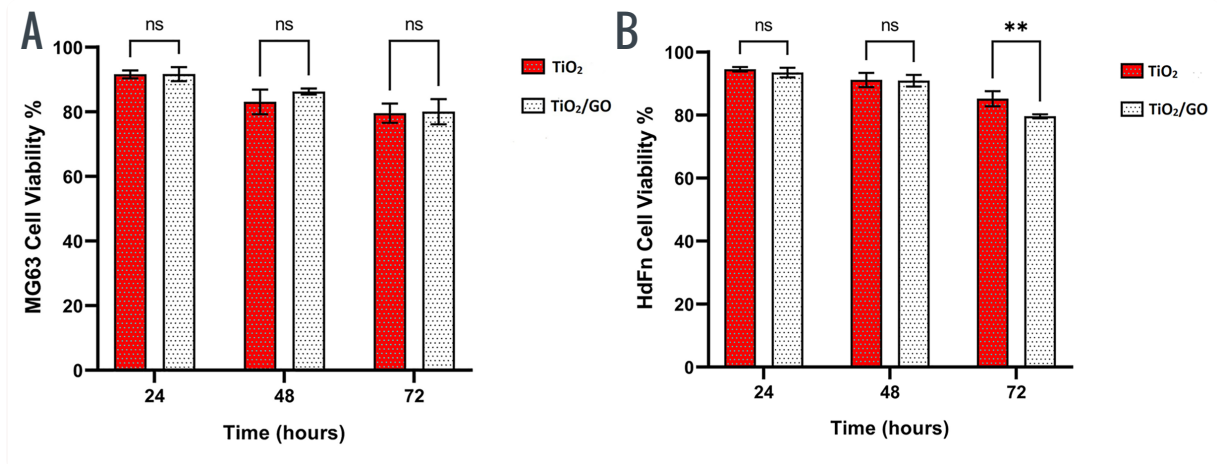 A
ns
ns
ns
100
80
60
40
20
0
MG63 Cell Viability %
24
48
72
Time (hours)
TiO₂
TiO₂/GO
B
ns
ns
**
100
80
60
40
20
0
HdFn Cell Viability %
24
48
72
Time (hours)
TiO₂
TiO₂/GO